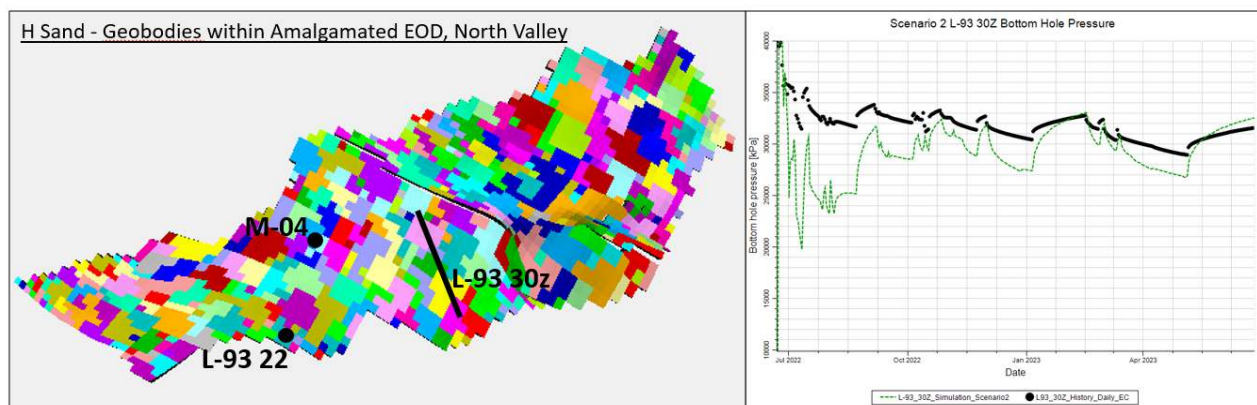 H Sand - Geobodies within Amalgamated EOD, North Valley
M-04
L-93 30z
L-93 22
Scenario 2 L-93 30Z Bottom Hole Pressure
Bottom hole pressure [kPa]
40000
35000
30000
25000
20000
15000
10000
Jul 2022
Oct 2022
Jan 2023
Apr 2023
Date
L-93_30Z_Simulation_Scenario2
L93_30Z_History_Daily_EC